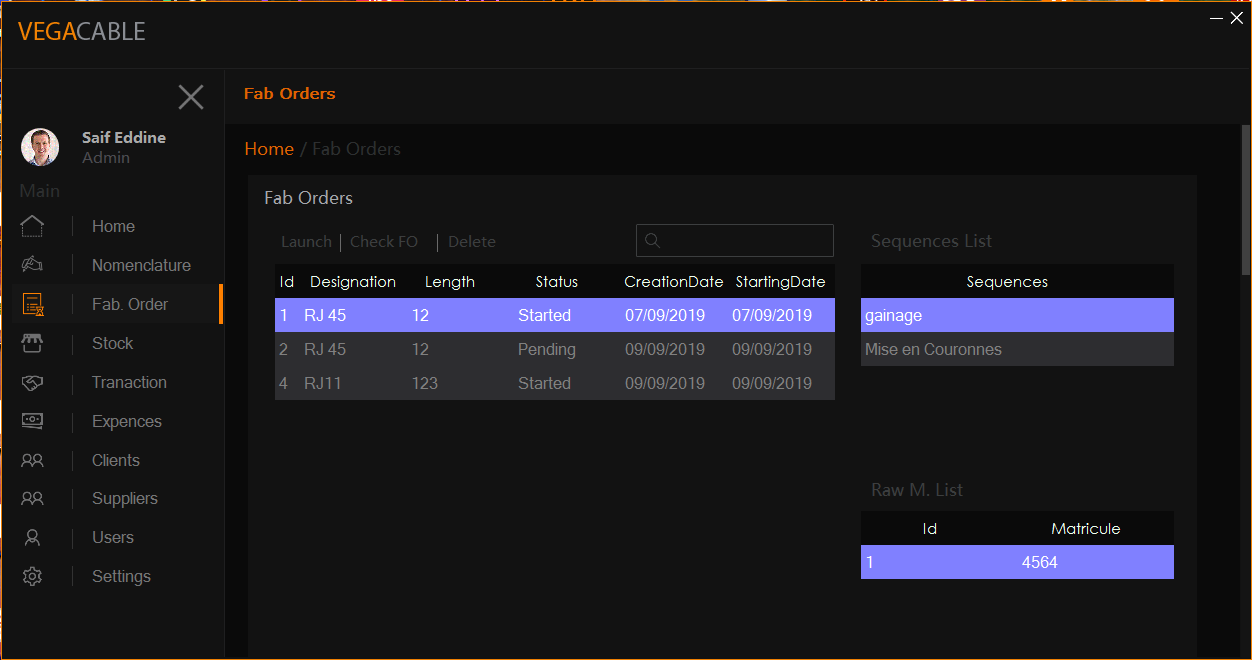 VEGACABLE
Saif Eddine
Admin
Main
Home
Nomenclature
Fab. Order
Stock
Tranaction
Expences
Clients
Suppliers
Users
Settings
Fab Orders
Home / Fab Orders
Fab Orders
Launch | Check FO | Delete
Id Designation Length Status CreationDate StartingDate
1 RJ 45 12 Started 07/09/2019 07/09/2019
2 RJ 45 12 Pending 09/09/2019 09/09/2019
4 RJ11 123 Started 09/09/2019 09/09/2019
Sequences List
Sequences
gainage
Mise en Couronnes
Raw M. List
Id Matricule
1 4564